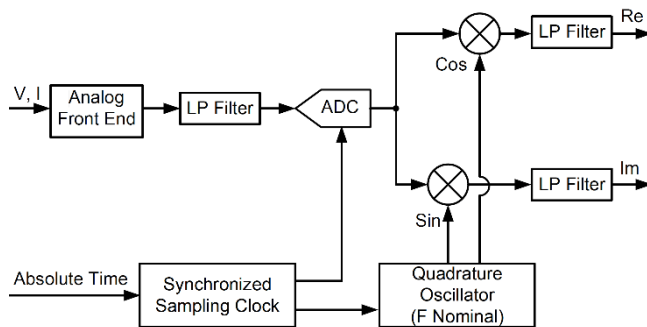 Re
LP Filter
Cos
V, I
Analog
Front End
LP Filter
ADC
Im
LP Filter
Sin
Absolute Time
Synchronized
Sampling Clock
Quadrature
Oscillator
(F Nominal)